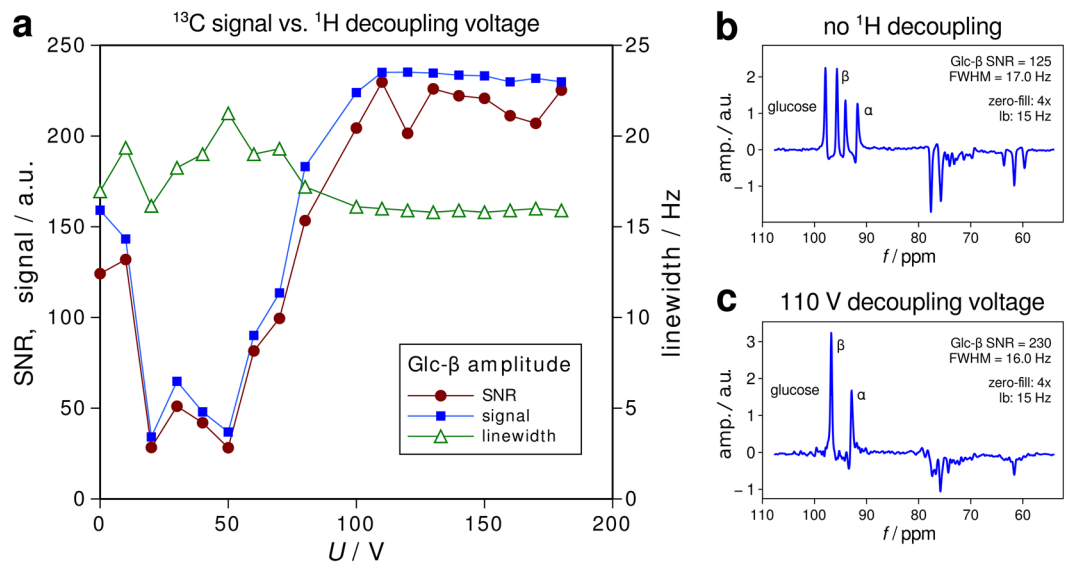 a
¹³C signal vs. ¹H decoupling voltage
250
200
150
100
50
0
SNR, signal / a.u.
25
20
15
10
5
0
linewidth / Hz
Glc-β amplitude
SNR
signal
linewidth
0 50 100 150 200
U / V
b
no ¹H decoupling
Glc-β SNR = 125
FWHM = 17.0 Hz
zero-fill: 4x
lb: 15 Hz
glucose
β
α
amp./ a.u.
2
1
0
−1
110 100 90 80 70 60
f / ppm
c
110 V decoupling voltage
Glc-β SNR = 230
FWHM = 16.0 Hz
zero-fill: 4x
lb: 15 Hz
glucose
β
α
amp./ a.u.
3
2
1
0
−1
110 100 90 80 70 60
f / ppm